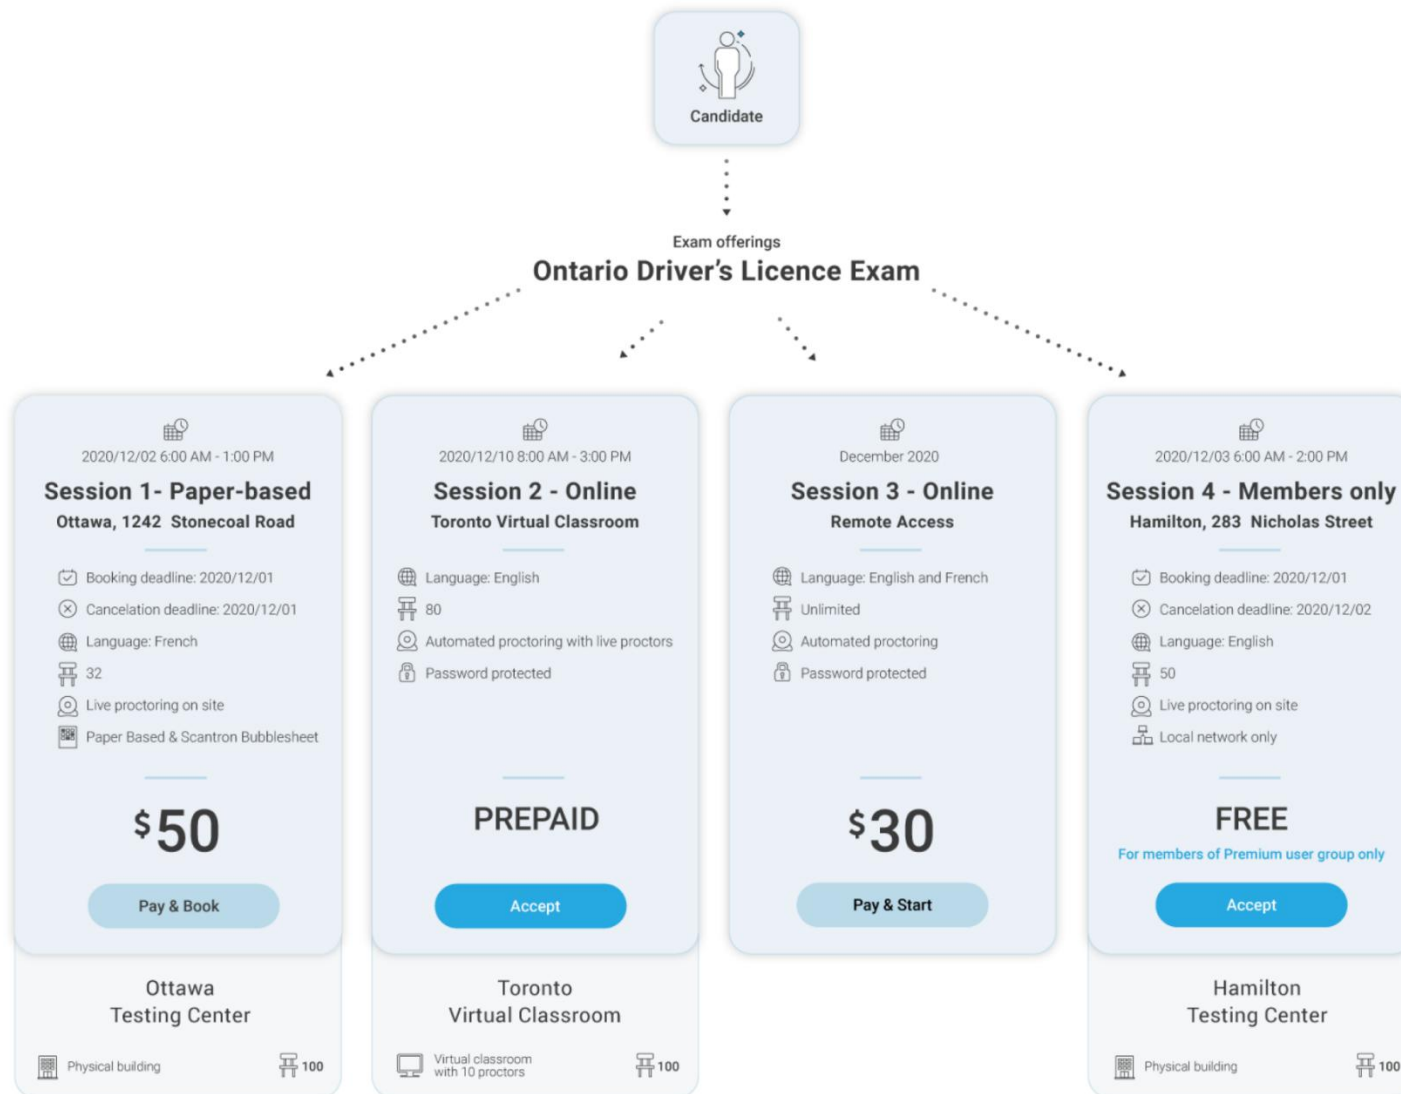 Candidate
Exam offerings
Ontario Driver's Licence Exam
2020/12/02 6:00 AM - 1:00 PM
Session 1- Paper-based
Ottawa, 1242 Stonecoal Road
Booking deadline: 2020/12/01
Cancelation deadline: 2020/12/01
Language: French
32
Live proctoring on site
Paper Based & Scantron Bubblesheet
$50
Pay & Book
Ottawa
Testing Center
Physical building
100
2020/12/10 8:00 AM - 3:00 PM
Session 2 - Online
Toronto Virtual Classroom
Language: English
80
Automated proctoring with live proctors
Password protected
PREPAID
Accept
Toronto
Virtual Classroom
Virtual classroom
with 10 proctors
100
December 2020
Session 3 - Online
Remote Access
Language: English and French
Unlimited
Automated proctoring
Password protected
$30
Pay & Start
2020/12/03 6:00 AM - 2:00 PM
Session 4 - Members only
Hamilton, 283 Nicholas Street
Booking deadline: 2020/12/01
Cancelation deadline: 2020/12/02
Language: English
50
Live proctoring on site
Local network only
FREE
For members of Premium user group only
Accept
Hamilton
Testing Center
Physical building
100